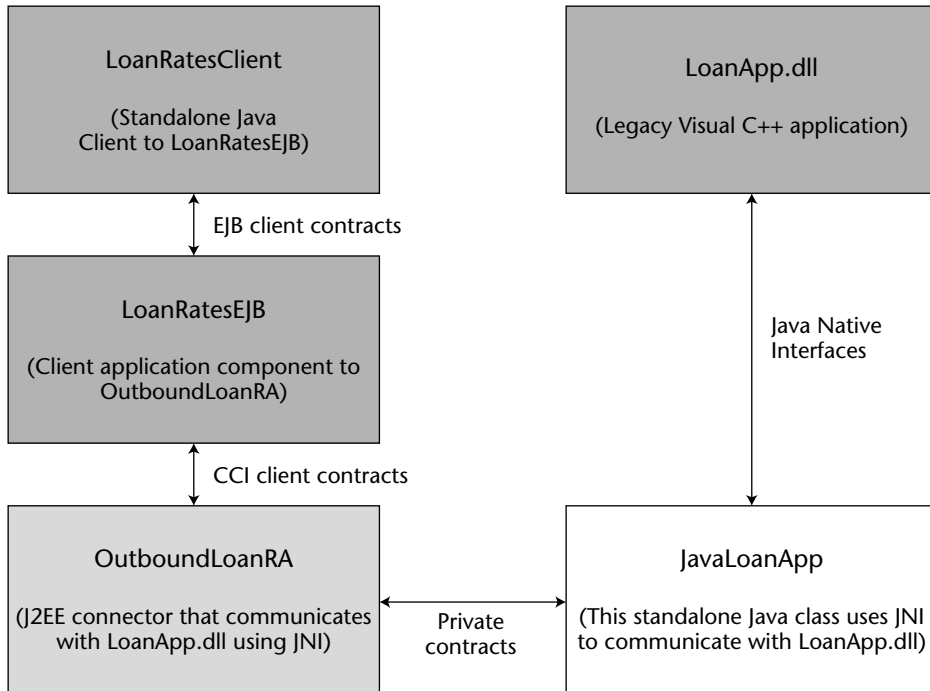 LoanRatesClient
(Standalone Java
Client to LoanRatesEJB)
EJB client contracts
LoanRatesEJB
(Client application component to
OutboundLoanRA)
CCI client contracts
OutboundLoanRA
(J2EE connector that communicates
with LoanApp.dll using JNI)
Private
contracts
LoanApp.dll
(Legacy Visual C++ application)
Java Native
Interfaces
JavaLoanApp
(This standalone Java class uses JNI
to communicate with LoanApp.dll)